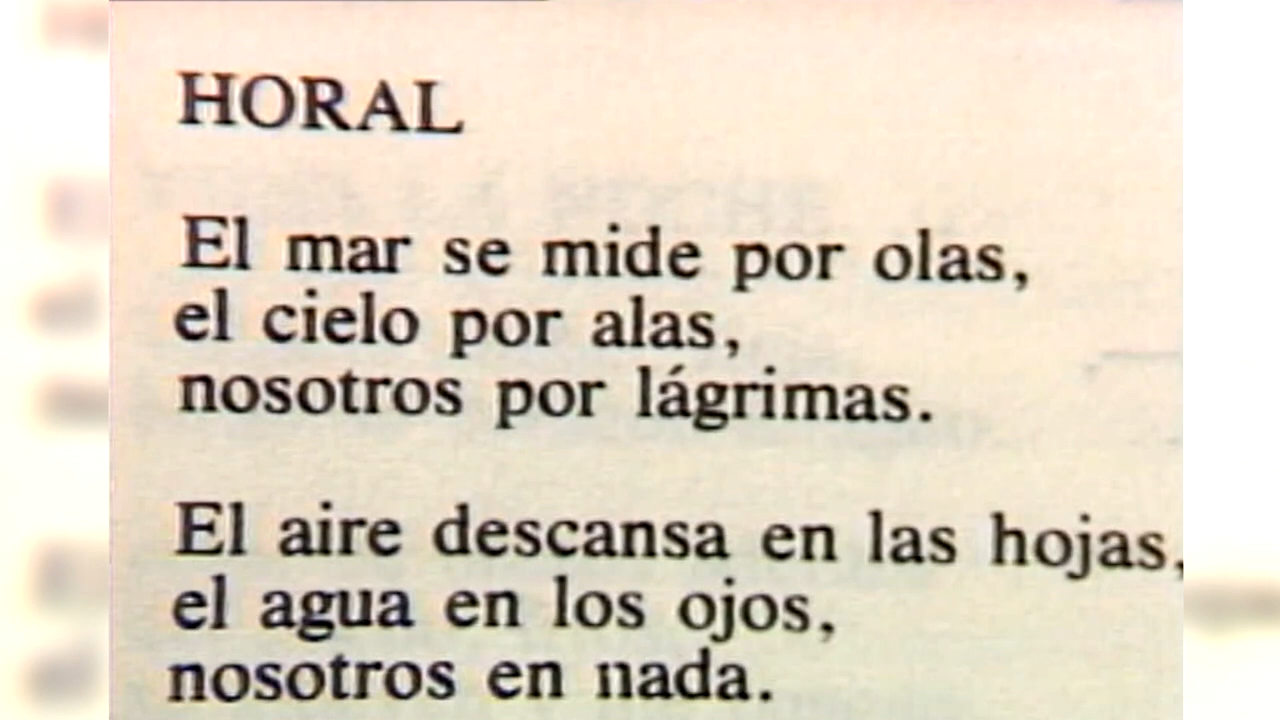 HORAL
El mar se mide por olas,
el cielo por alas,
nosotros por lágrimas.
El aire descansa en las hojas,
el agua en los ojos,
nosotros en nada.